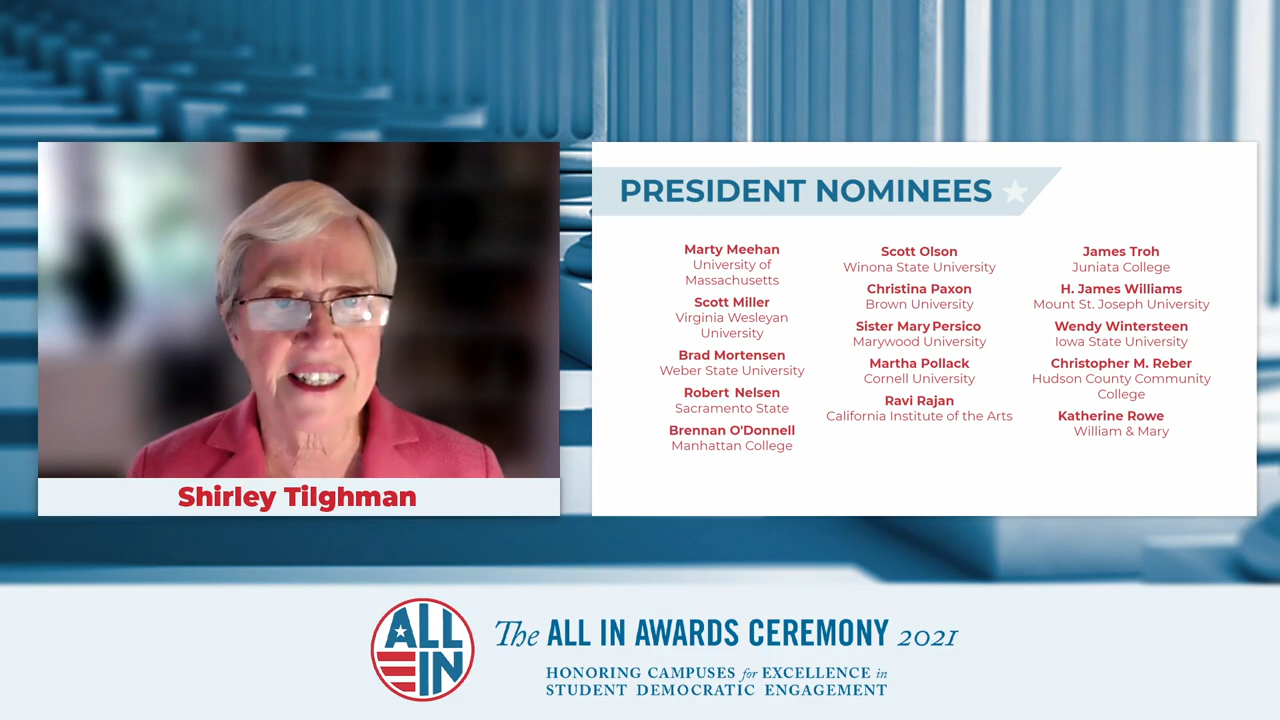 PRESIDENT NOMINEES
Marty Meehan
University of
Massachusetts
Scott Miller
Virginia Wesleyan
University
Brad Mortensen
Weber State University
Robert Nelsen
Sacramento State
Brennan O'Donnell
Manhattan College
Scott Olson
Winona State University
Christina Paxon
Brown University
Sister Mary Persico
Marywood University
Martha Pollack
Cornell University
Ravi Rajan
California Institute of the Arts
James Troh
Juniata College
H. James Williams
Mount St. Joseph University
Wendy Wintersteen
Iowa State University
Christopher M. Reber
Hudson County Community
College
Katherine Rowe
William & Mary
Shirley Tilghman
ALL
IN
The ALL IN AWARDS CEREMONY 2021
HONORING CAMPUSES for EXCELLENCE in
STUDENT DEMOCRATIC ENGAGEMENT